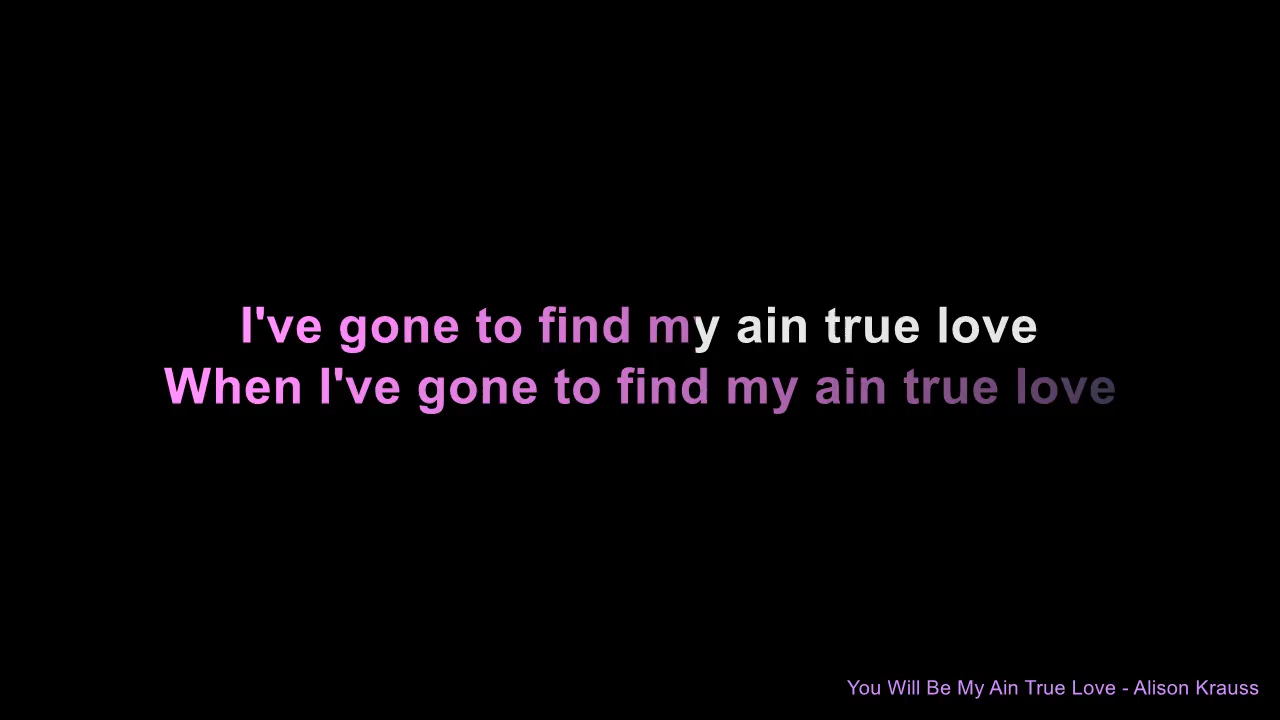 I've gone to find my ain true love
When I've gone to find my ain true love
You Will Be My Ain True Love - Alison Krauss